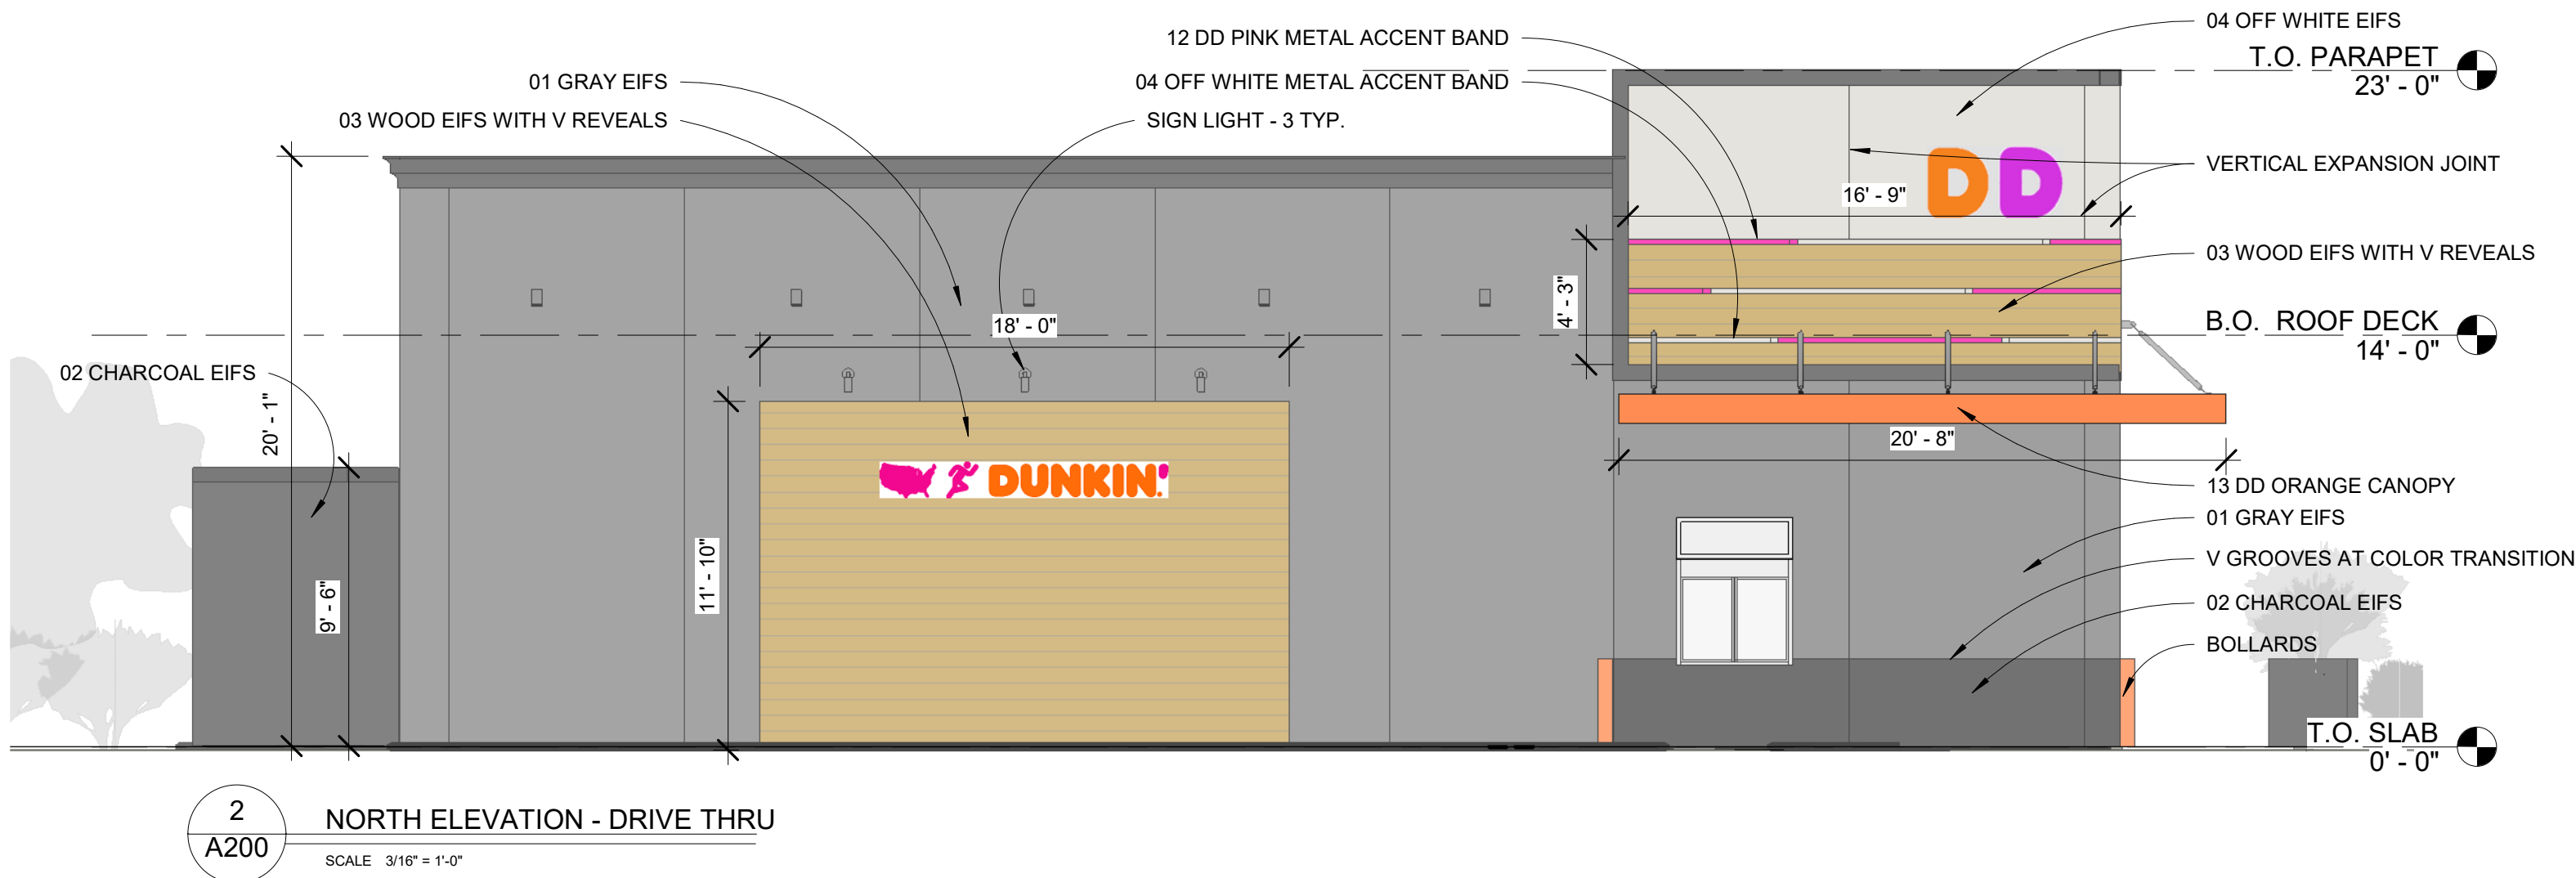 04 OFF WHITE EIFS
12 DD PINK METAL ACCENT BAND
T.O. PARAPET
23' - 0"
01 GRAY EIFS
04 OFF WHITE METAL ACCENT BAND
03 WOOD EIFS WITH V REVEALS
SIGN LIGHT - 3 TYP.
VERTICAL EXPANSION JOINT
DD
16' - 9"
03 WOOD EIFS WITH V REVEALS
4' - 3"
18' - 0"
B.O. ROOF DECK
14' - 0"
02 CHARCOAL EIFS
20' - 1"
20' - 8"
DUNKIN'
13 DD ORANGE CANOPY
01 GRAY EIFS
11' - 10"
V GROOVES AT COLOR TRANSITION
9' - 6"
02 CHARCOAL EIFS
BOLLARDS
T.O. SLAB
0' - 0"
2
A200
NORTH ELEVATION - DRIVE THRU
SCALE 3/16" = 1'-0"